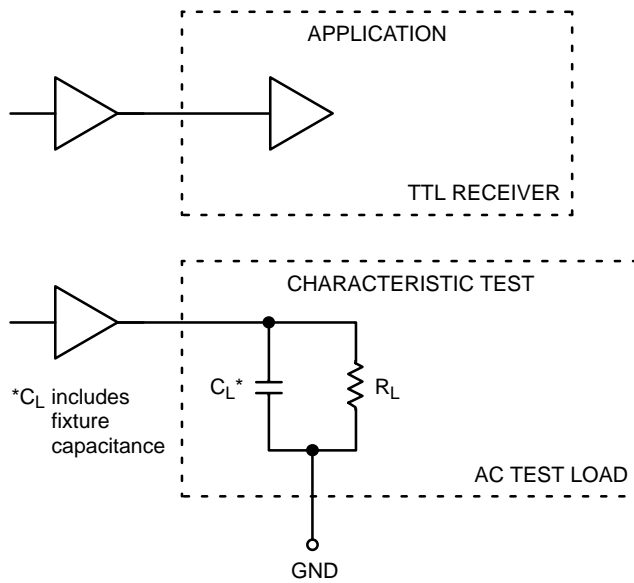 APPLICATION
TTL RECEIVER
CHARACTERISTIC TEST
*CL includes
fixture
capacitance
CL*
RL
AC TEST LOAD
GND